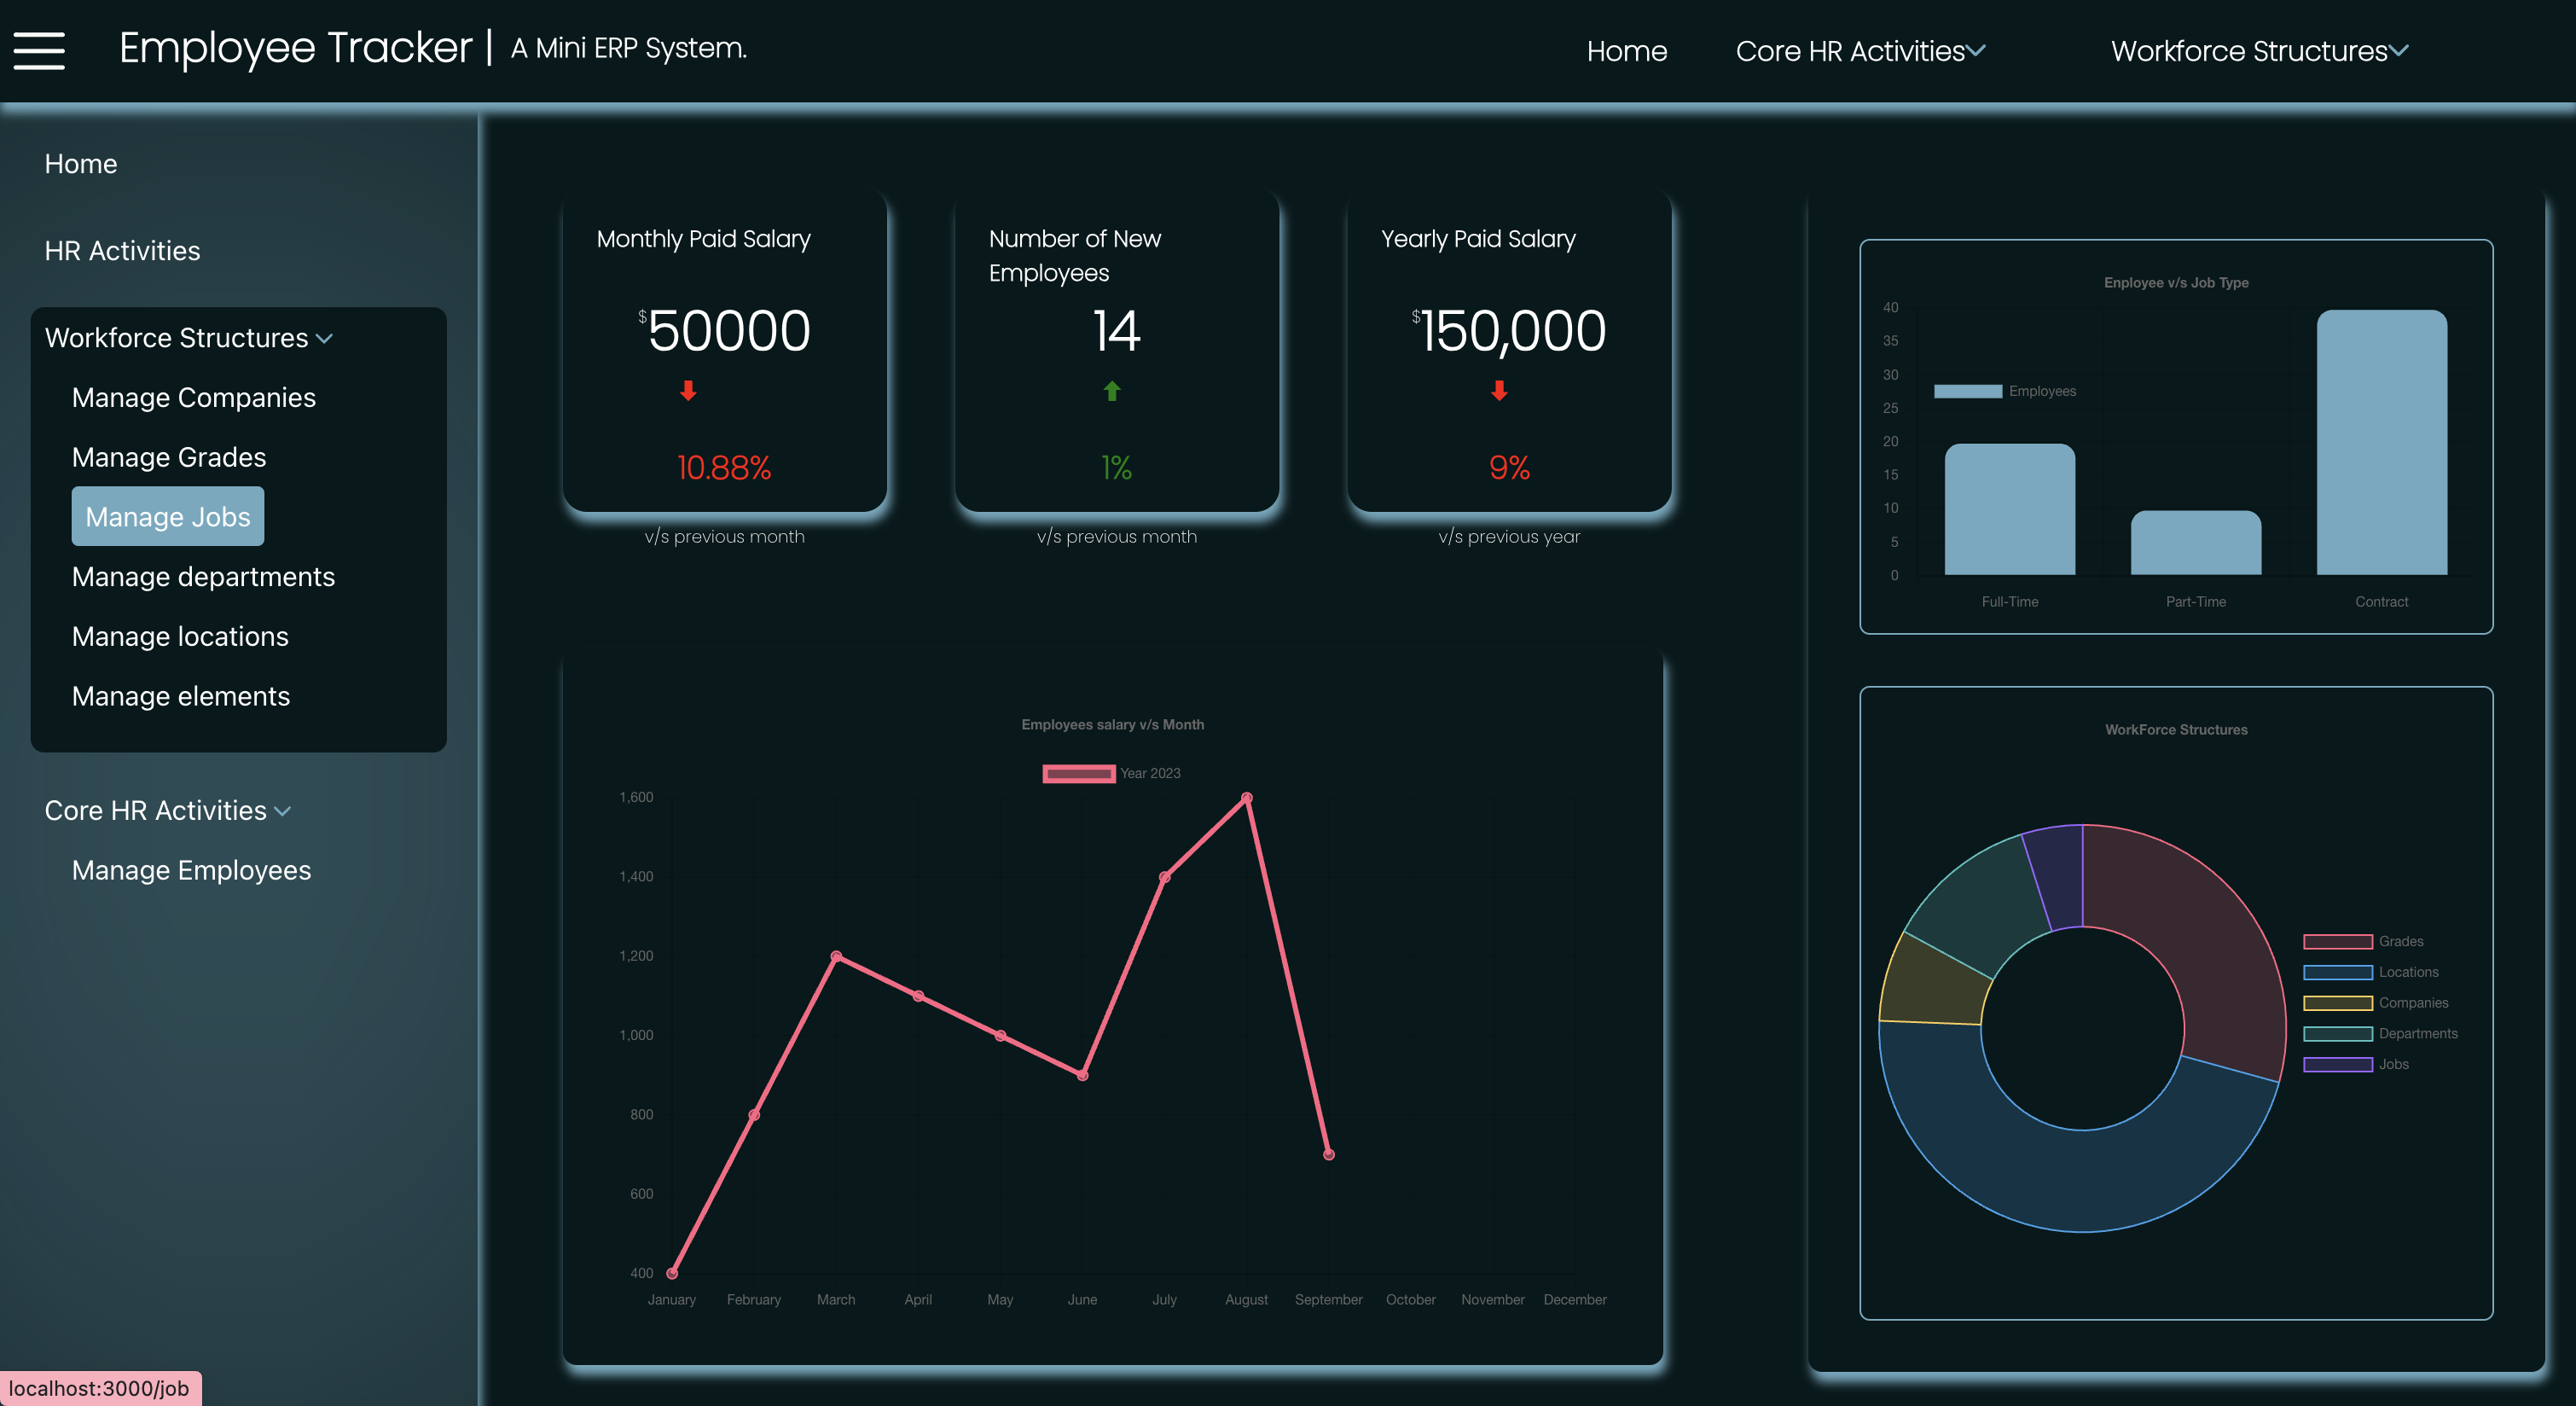 Employee Tracker | A Mini ERP System.
Home
Core HR Activities
Workforce Structures
Home
HR Activities
Workforce Structures
Manage Companies
Manage Grades
Manage Jobs
Manage departments
Manage locations
Manage elements
Core HR Activities
Manage Employees
Monthly Paid Salary
$50000
10.88%
v/s previous month
Number of New
Employees
14
1%
v/s previous month
Yearly Paid Salary
$150,000
9%
v/s previous year
Employees salary v/s Month
Year 2023
1,600
1,400
1,200
1,000
800
600
400
January February March April May June July August September October November December
Enployee v/s Job Type
Employees
40
35
30
25
20
15
10
5
0
Full-Time Part-Time Contract
WorkForce Structures
Grades
Locations
Companies
Departments
Jobs
localhost:3000/job